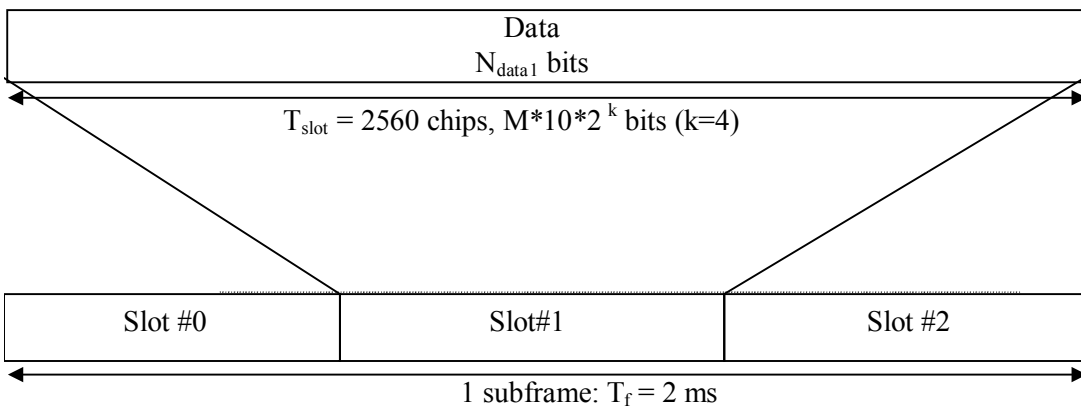 Data
N_data1 bits
T_slot = 2560 chips, M*10*2^k bits (k=4)
Slot #0 Slot#1 Slot #2
1 subframe: T_f = 2 ms